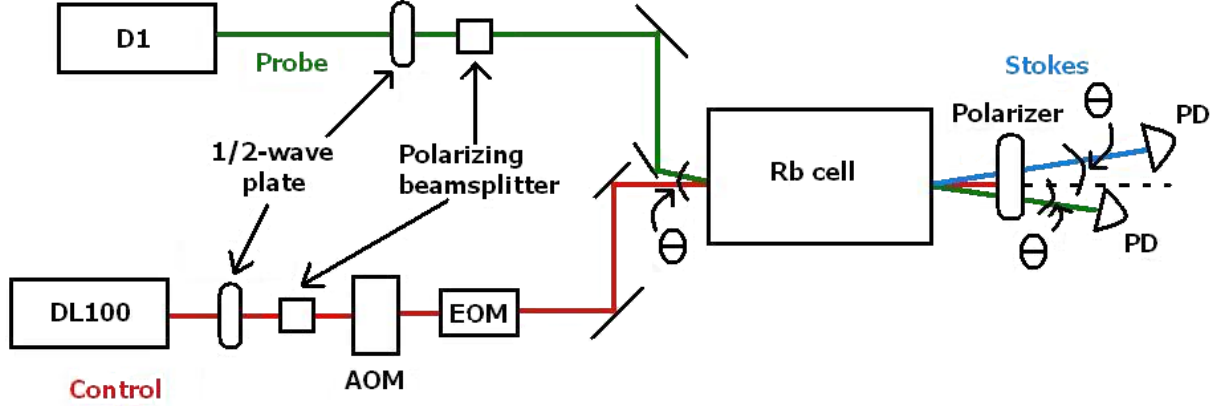 D1
Probe
Stokes
Θ
Polarizer
PD
1/2-wave
plate
Polarizing
beamsplitter
Rb cell
Θ
Θ
PD
DL100
EOM
AOM
Control